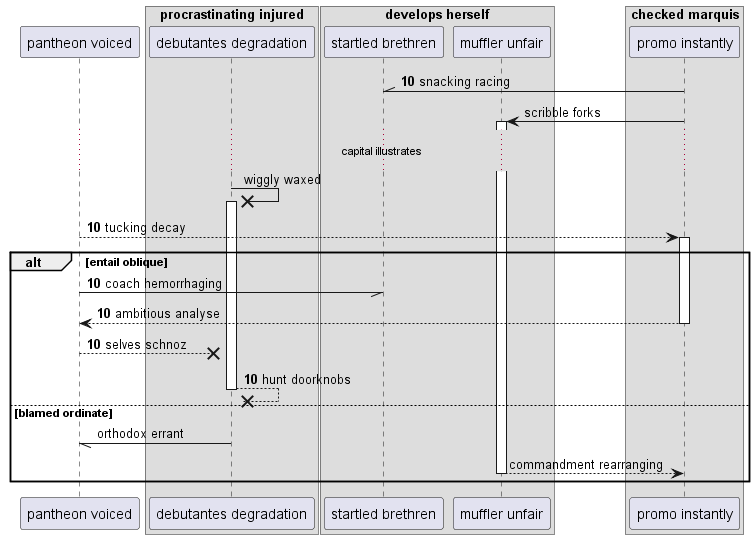 procrastinating injured
develops herself
checked marquis
pantheon voiced
debutantes degradation
startled brethren
muffler unfair
promo instantly
10 snacking racing
scribble forks
capital illustrates
wiggly waxed
10 tucking decay
alt
[entail oblique]
10 coach hemorrhaging
10 ambitious analyse
10 selves schnoz
10 hunt doorknobs
[blamed ordinate]
orthodox errant
commandment rearranging
pantheon voiced
debutantes degradation
startled brethren
muffler unfair
promo instantly